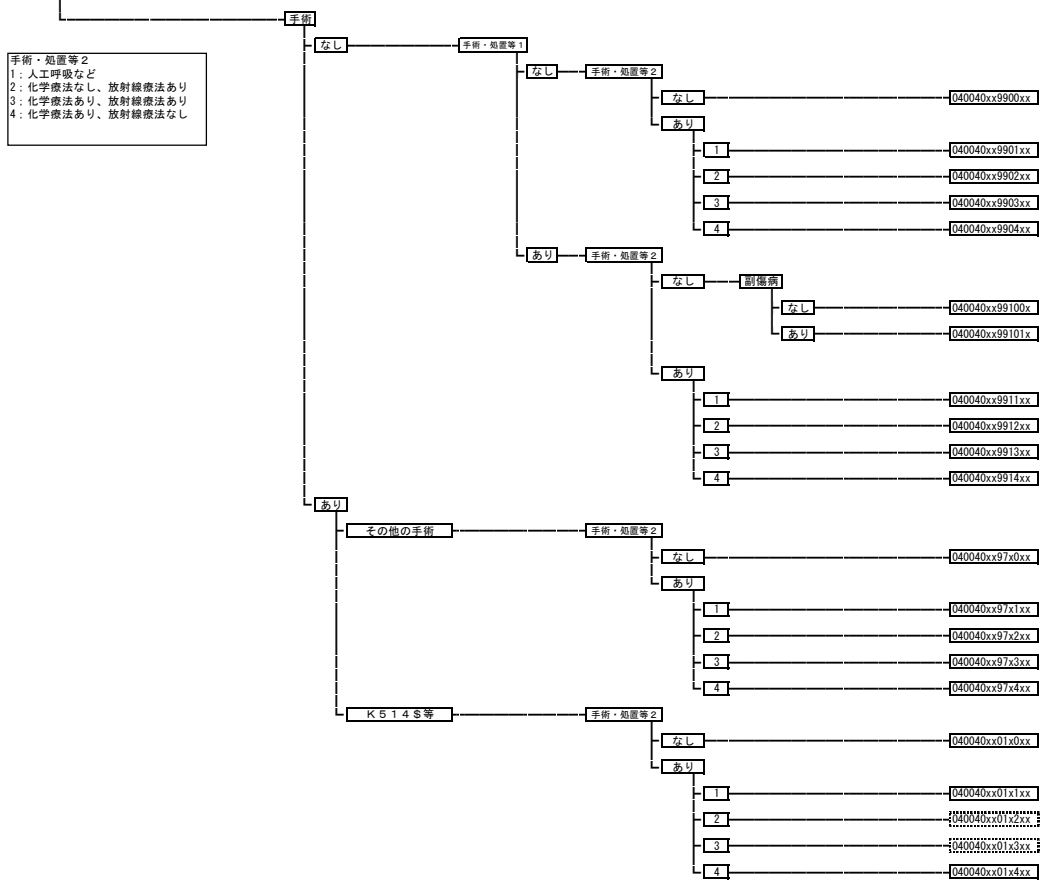 手術
なし
手術・処置等1
手術・処置等2
1：人工呼吸など
2：化学療法なし、放射線療法あり
3：化学療法あり、放射線療法あり
4：化学療法あり、放射線療法なし
なし
手術・処置等2
なし
040040xx9900xx
あり
1
040040xx9901xx
2
040040xx9902xx
3
040040xx9903xx
4
040040xx9904xx
あり
手術・処置等2
なし
副傷病
なし
040040xx99100x
あり
040040xx99101x
あり
1
040040xx9911xx
2
040040xx9912xx
3
040040xx9913xx
4
040040xx9914xx
あり
その他の手術
手術・処置等2
なし
040040xx97x0xx
あり
1
040040xx97x1xx
2
040040xx97x2xx
3
040040xx97x3xx
4
040040xx97x4xx
K514$等
手術・処置等2
なし
040040xx01x0xx
あり
1
040040xx01x1xx
2
040040xx01x2xx
3
040040xx01x3xx
4
040040xx01x4xx